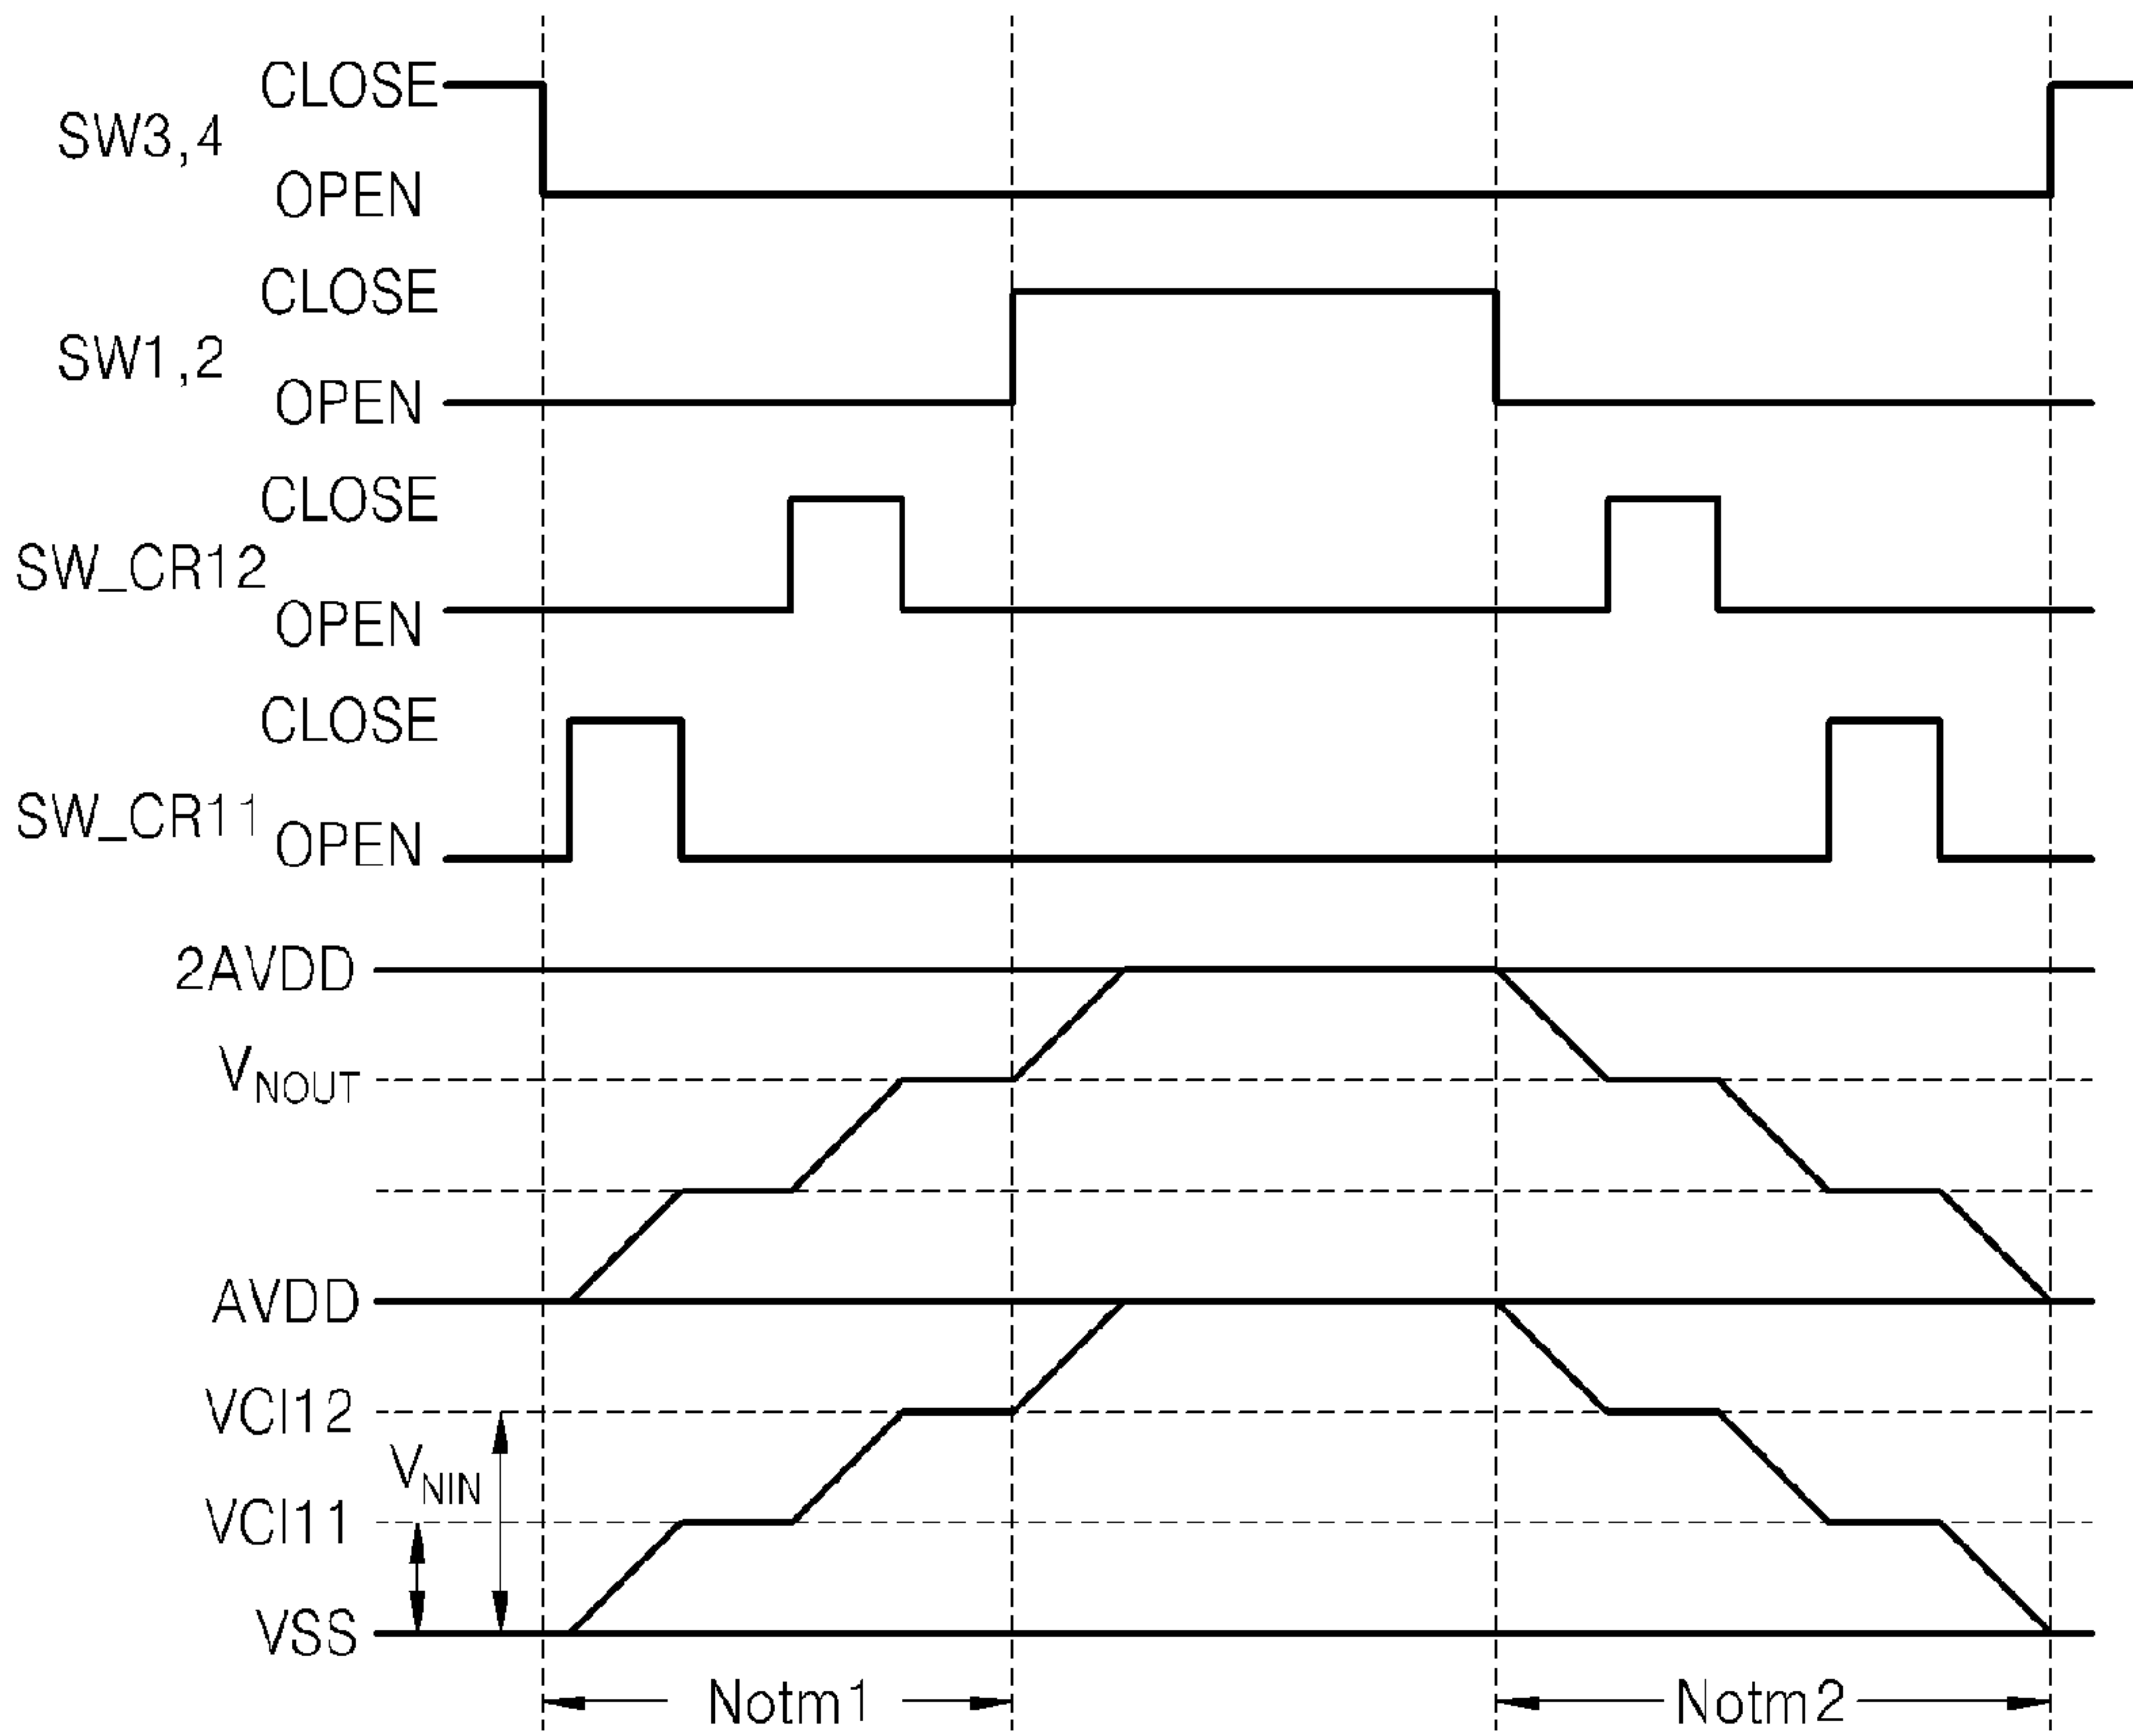 CLOSE
SW3,4
OPEN
CLOSE
SW1,2
OPEN
CLOSE
SW_CR12
OPEN
CLOSE
SW_CR11
OPEN
2AVDD
VNOUT
AVDD
VCI12
VNIN
VCI11
VSS
Notm1 Notm2